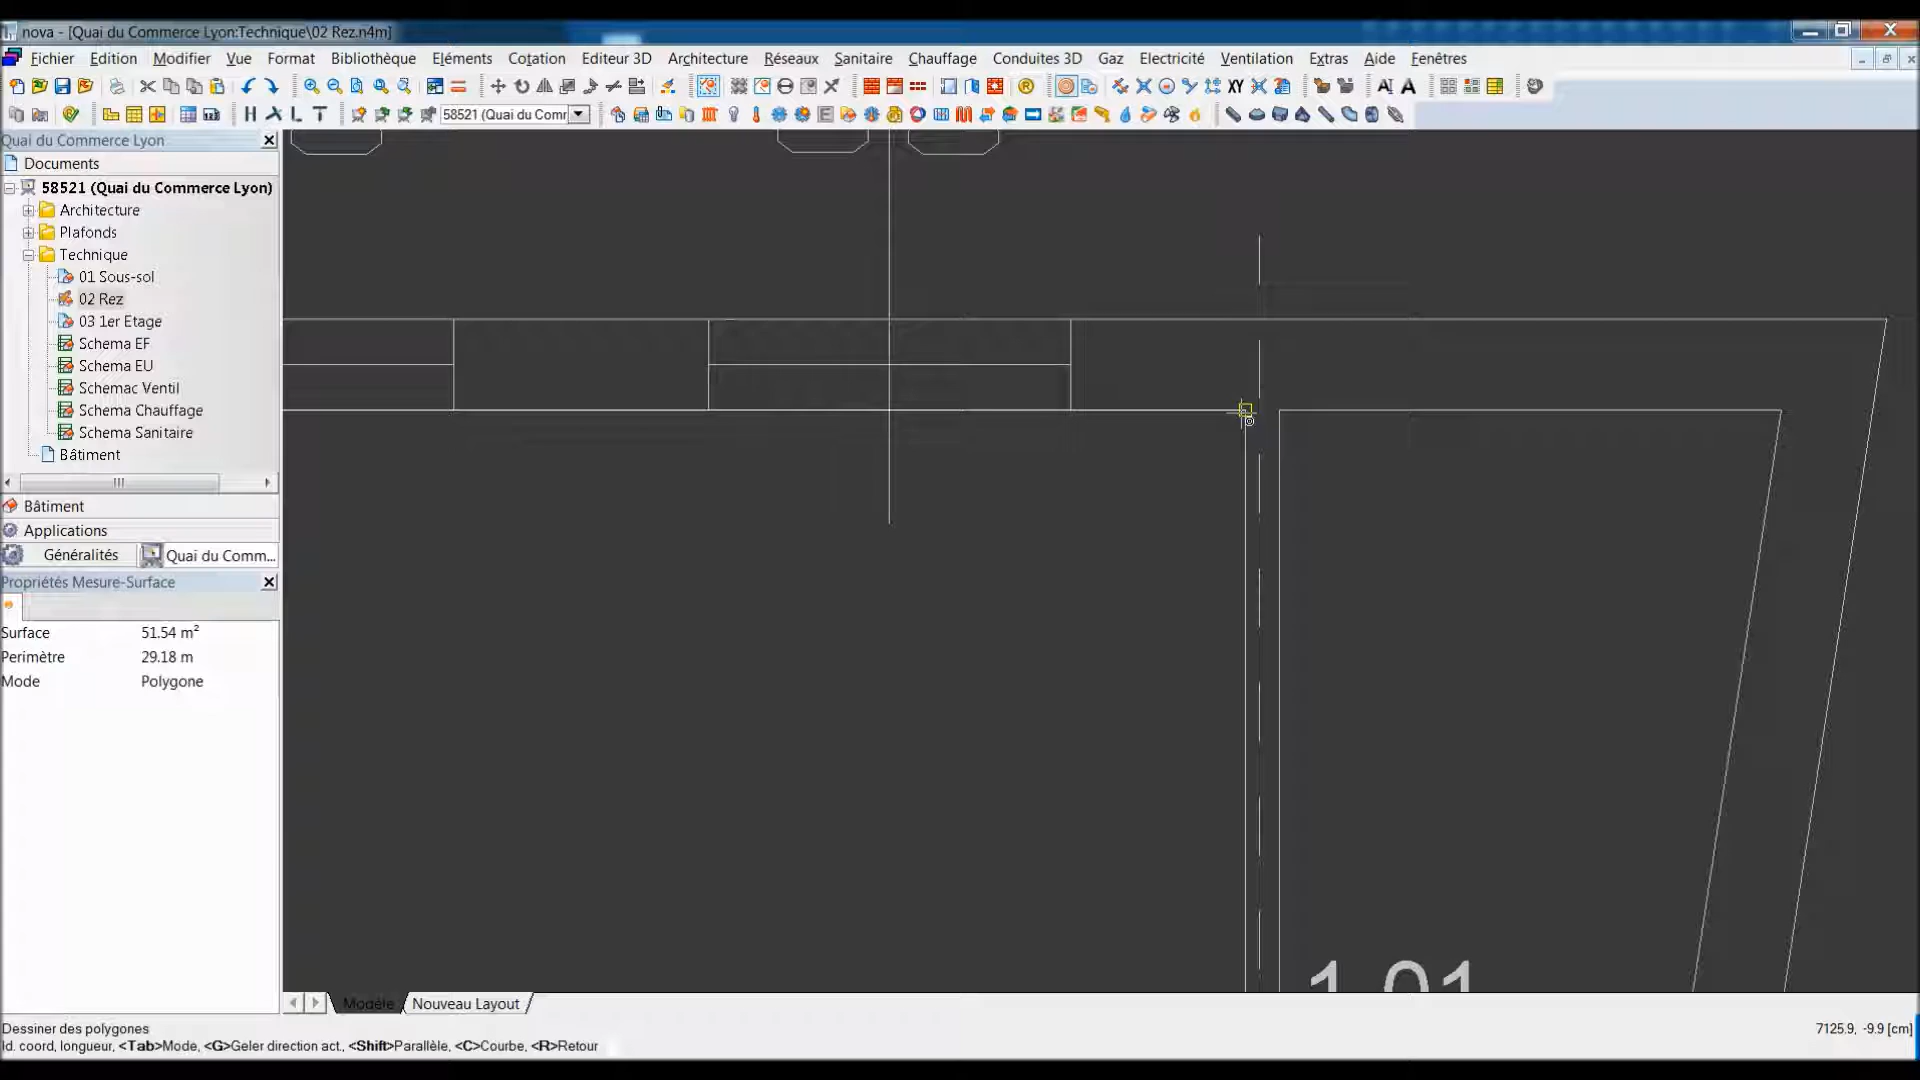 nova - [Quai du Commerce Lyon:Technique\02 Rez.n4m]
Fichier Edition Modifier Vue Format Bibliothèque Eléments Cotation Editeur 3D Architecture Réseaux Sanitaire Chauffage Conduites 3D Gaz Electricité Ventilation Extras Aide Fenêtres
58521 (Quai du Comr
Quai du Commerce Lyon
Documents
58521 (Quai du Commerce Lyon)
Architecture
Plafonds
Technique
01 Sous-sol
02 Rez
03 1er Etage
Schema EF
Schema EU
Schemac Ventil
Schema Chauffage
Schema Sanitaire
Bâtiment
Bâtiment
Applications
Généralités Quai du Comm...
Propriétés Mesure-Surface
Surface 51.54 m²
Perimètre 29.18 m
Mode Polygone
1.01
Modèle Nouveau Layout
Dessiner des polygones
Id. coord, longueur, <Tab>Mode, <G>Geler direction act., <Shift>Parallèle, <C>Courbe, <R>Retour
7125.9, -9.9 [cm]